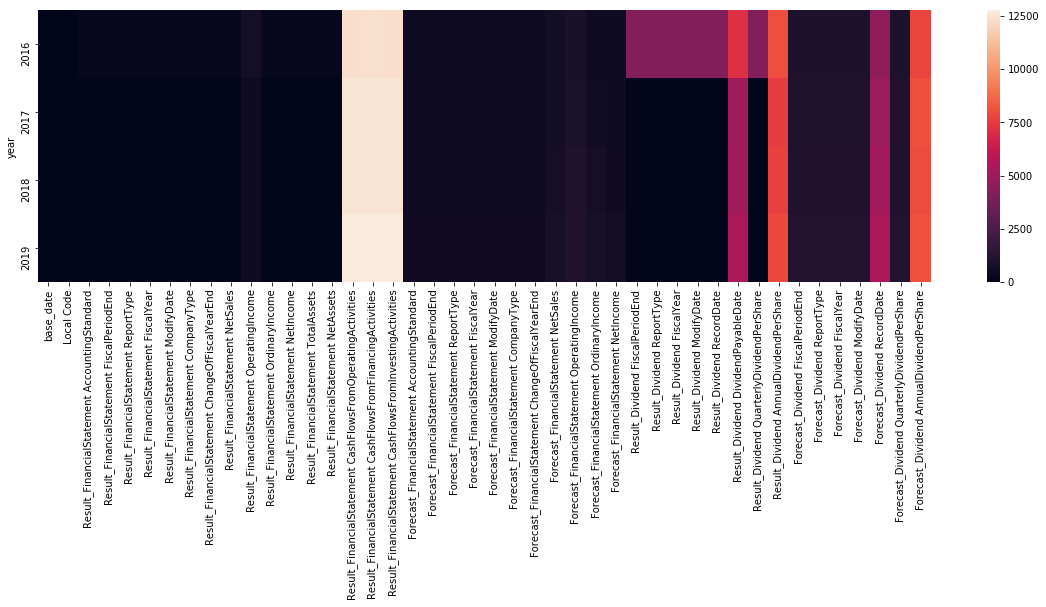 year
2016
2017
2018
2019
base_date
Local Code
Result_FinancialStatement AccountingStandard
Result_FinancialStatement FiscalPeriodEnd
Result_FinancialStatement ReportType
Result_FinancialStatement FiscalYear
Result_FinancialStatement ModifyDate
Result_FinancialStatement CompanyType
Result_FinancialStatement ChangeOfFiscalYearEnd
Result_FinancialStatement NetSales
Result_FinancialStatement OperatingIncome
Result_FinancialStatement OrdinaryIncome
Result_FinancialStatement NetIncome
Result_FinancialStatement TotalAssets
Result_FinancialStatement NetAssets
Result_FinancialStatement CashFlowsFromOperatingActivities
Result_FinancialStatement CashFlowsFromFinancingActivities
Result_FinancialStatement CashFlowsFromInvestingActivities
Forecast_FinancialStatement AccountingStandard
Forecast_FinancialStatement FiscalPeriodEnd
Forecast_FinancialStatement ReportType
Forecast_FinancialStatement FiscalYear
Forecast_FinancialStatement ModifyDate
Forecast_FinancialStatement CompanyType
Forecast_FinancialStatement ChangeOfFiscalYearEnd
Forecast_FinancialStatement NetSales
Forecast_FinancialStatement OperatingIncome
Forecast_FinancialStatement OrdinaryIncome
Forecast_FinancialStatement NetIncome
Result_Dividend FiscalPeriodEnd
Result_Dividend ReportType
Result_Dividend FiscalYear
Result_Dividend ModifyDate
Result_Dividend RecordDate
Result_Dividend DividendPayableDate
Result_Dividend QuarterlyDividendPerShare
Result_Dividend AnnualDividendPerShare
Forecast_Dividend FiscalPeriodEnd
Forecast_Dividend ReportType
Forecast_Dividend FiscalYear
Forecast_Dividend ModifyDate
Forecast_Dividend RecordDate
Forecast_Dividend QuarterlyDividendPerShare
Forecast_Dividend AnnualDividendPerShare
12500
10000
7500
5000
2500
0